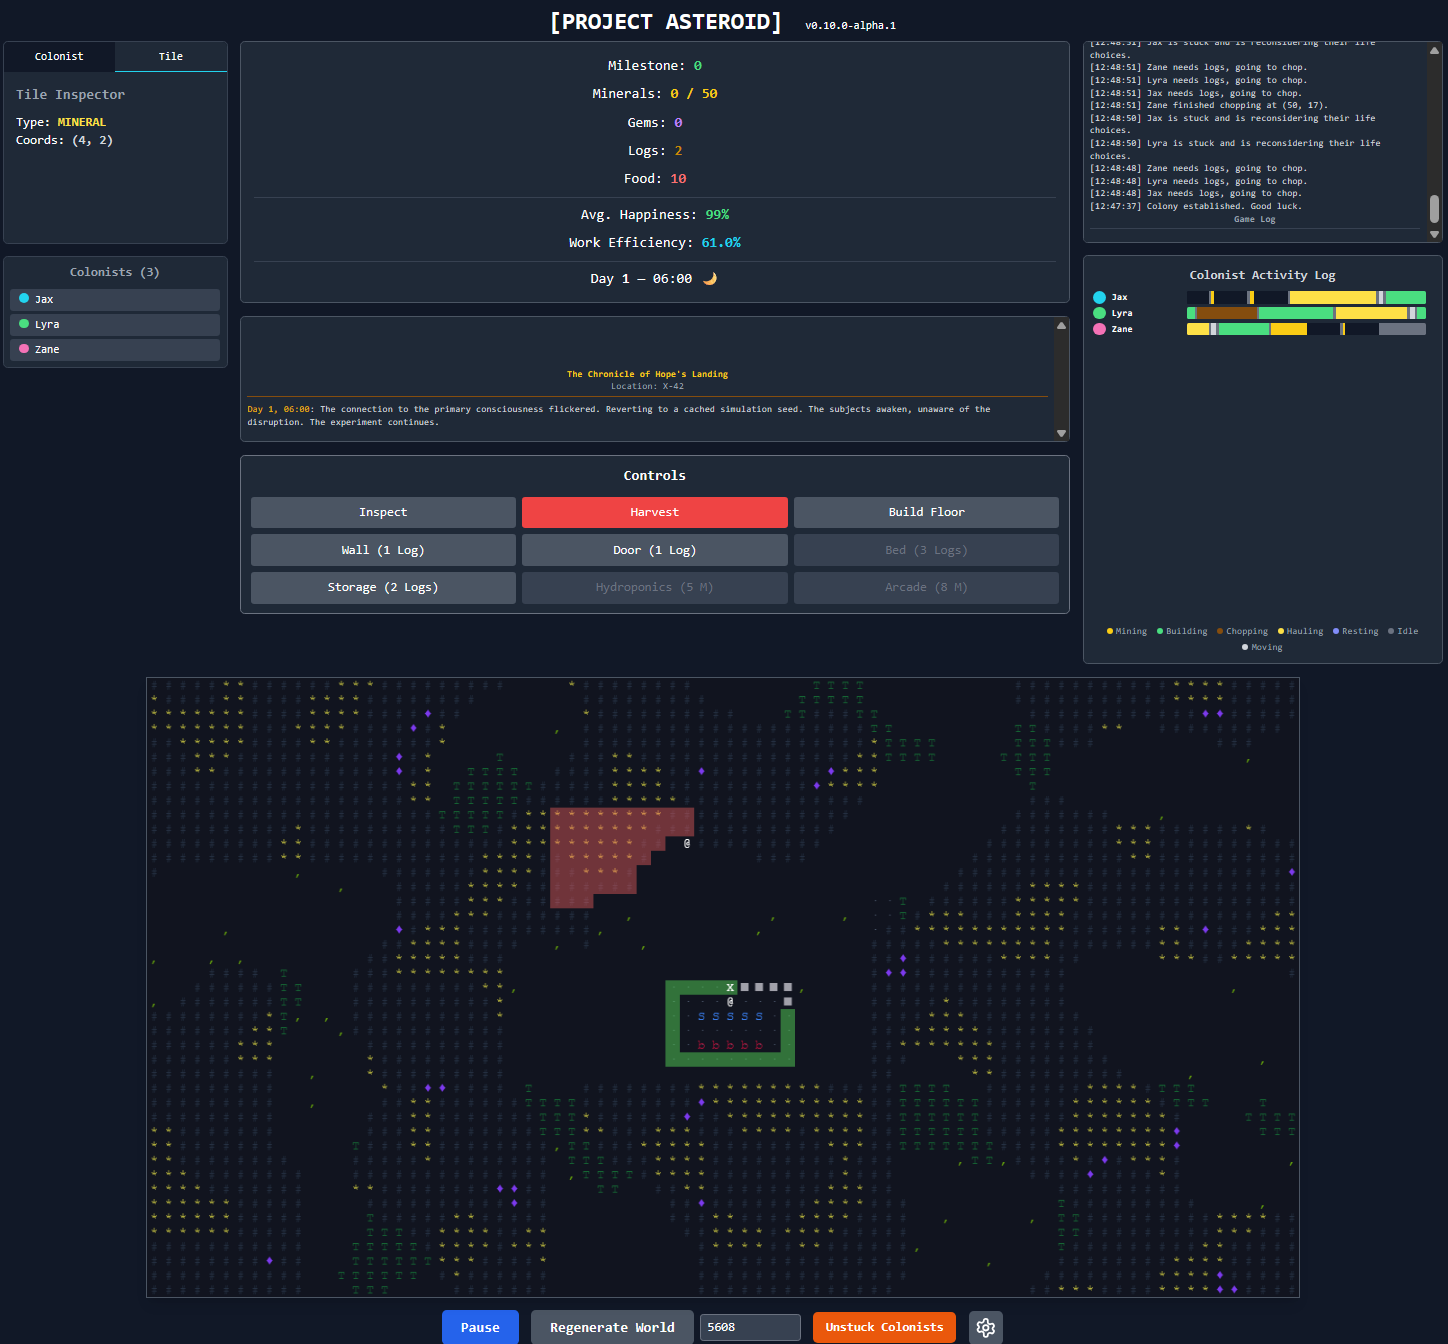 [PROJECT ASTEROID] v0.10.0-alpha.1
Colonist Tile
Tile Inspector
Type: MINERAL
Coords: (4, 2)
Colonists (3)
Jax
Lyra
Zane
Milestone: 0
Minerals: 0 / 50
Gems: 0
Logs: 2
Food: 10
Avg. Happiness: 99%
Work Efficiency: 61.0%
Day 1 — 06:00 🌙
The Chronicle of Hope's Landing
Location: X-42
Day 1, 06:00: The connection to the primary consciousness flickered. Reverting to a cached simulation seed. The subjects awaken, unaware of the
disruption. The experiment continues.
Controls
Inspect Harvest Build Floor
Wall (1 Log) Door (1 Log) Bed (3 Logs)
Storage (2 Logs) Hydroponics (5 M) Arcade (8 M)
[12:48:51] Jax is stuck and is reconsidering their life
choices.
[12:48:51] Zane needs logs, going to chop.
[12:48:51] Lyra needs logs, going to chop.
[12:48:51] Jax needs logs, going to chop.
[12:48:51] Zane finished chopping at (50, 17).
[12:48:50] Jax is stuck and is reconsidering their life
choices.
[12:48:50] Lyra is stuck and is reconsidering their life
choices.
[12:48:48] Zane needs logs, going to chop.
[12:48:48] Lyra needs logs, going to chop.
[12:48:48] Jax needs logs, going to chop.
[12:47:37] Colony established. Good luck.
Game Log
Colonist Activity Log
Jax
Lyra
Zane
Mining Building Chopping Hauling Resting Idle
Moving
@
X
@
S S S S S
b b b b b
Pause Regenerate World 5608 Unstuck Colonists